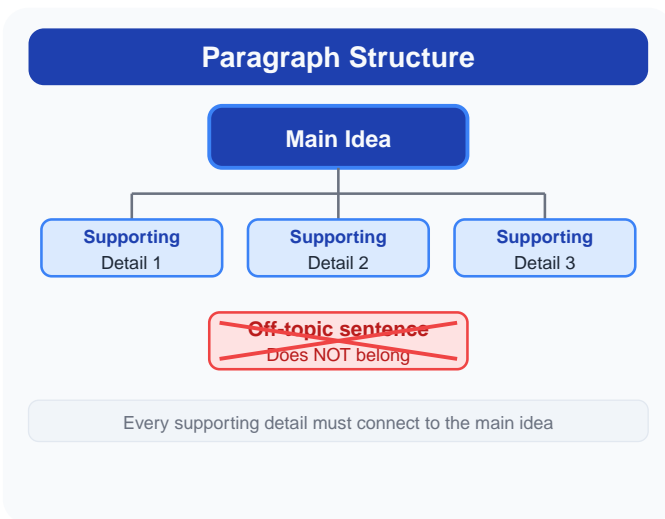 Paragraph Structure
Main Idea
Supporting
Detail 1
Supporting
Detail 2
Supporting
Detail 3
Off-topic sentence
Does NOT belong
Every supporting detail must connect to the main idea